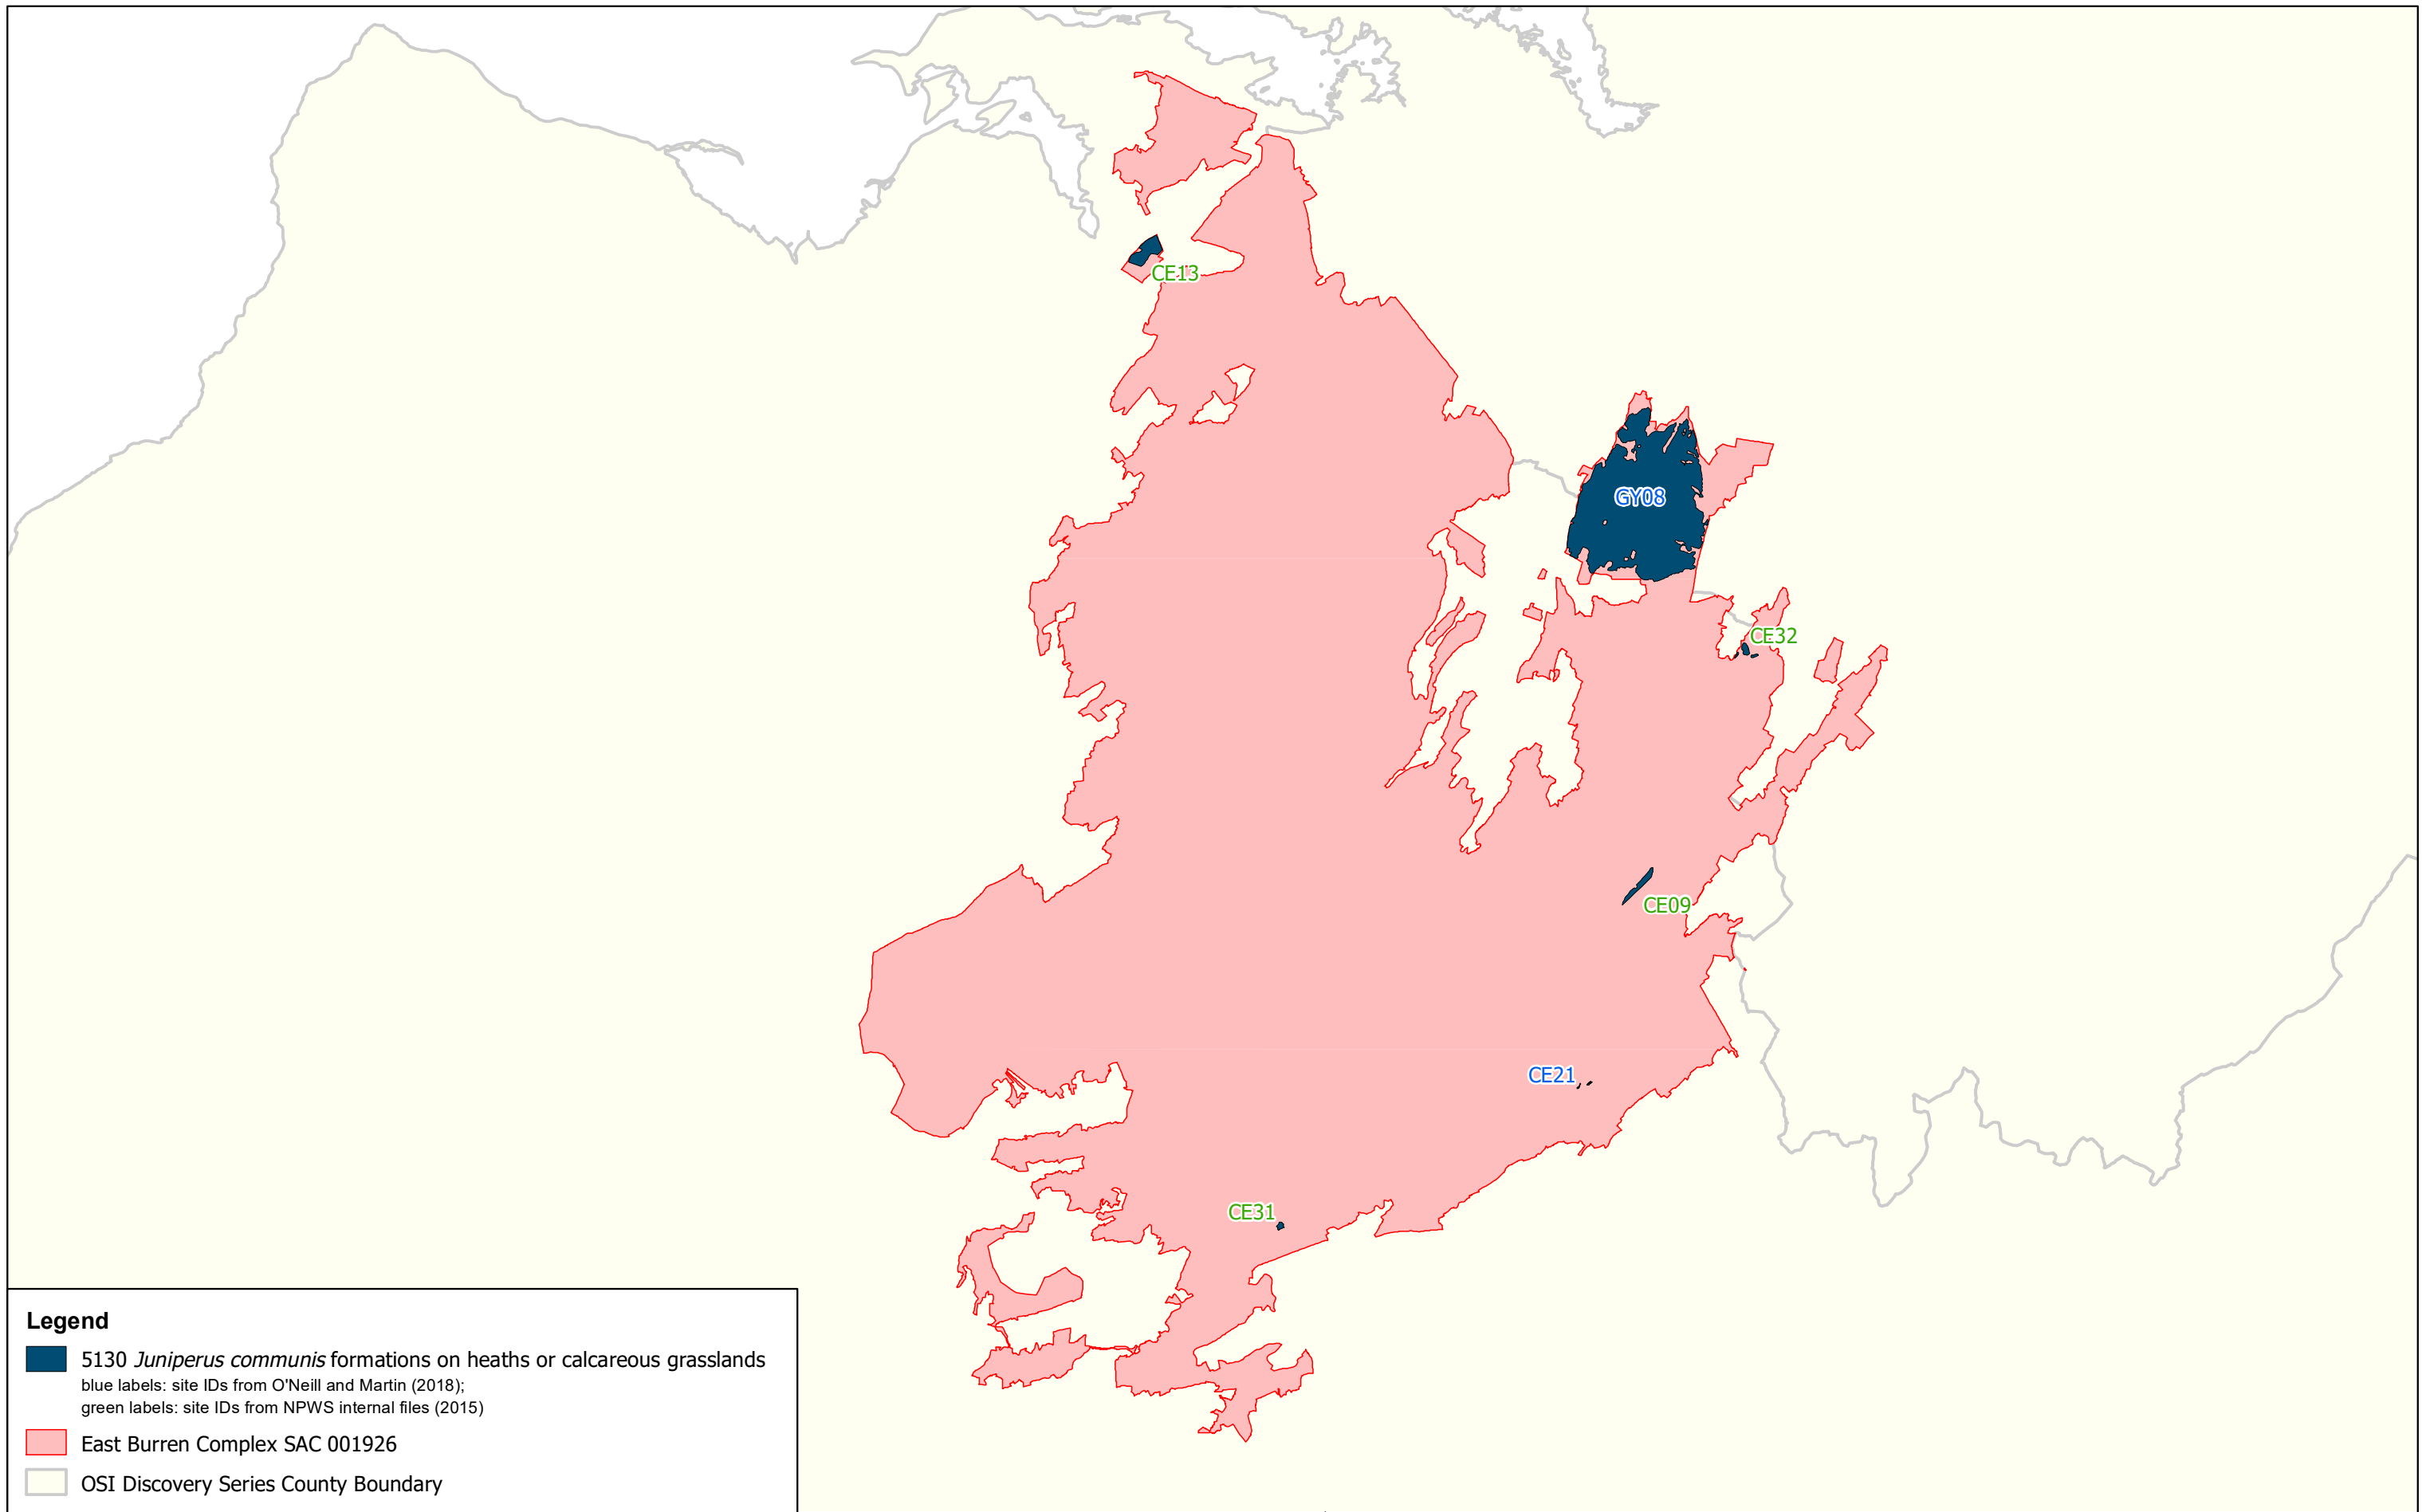 CE13
GY08
CE32
CE09
CE21
CE31
Legend
5130 Juniperus communis formations on heaths or calcareous grasslands
blue labels: site IDs from O'Neill and Martin (2018);
green labels: site IDs from NPWS internal files (2015)
East Burren Complex SAC 001926
OSI Discovery Series County Boundary